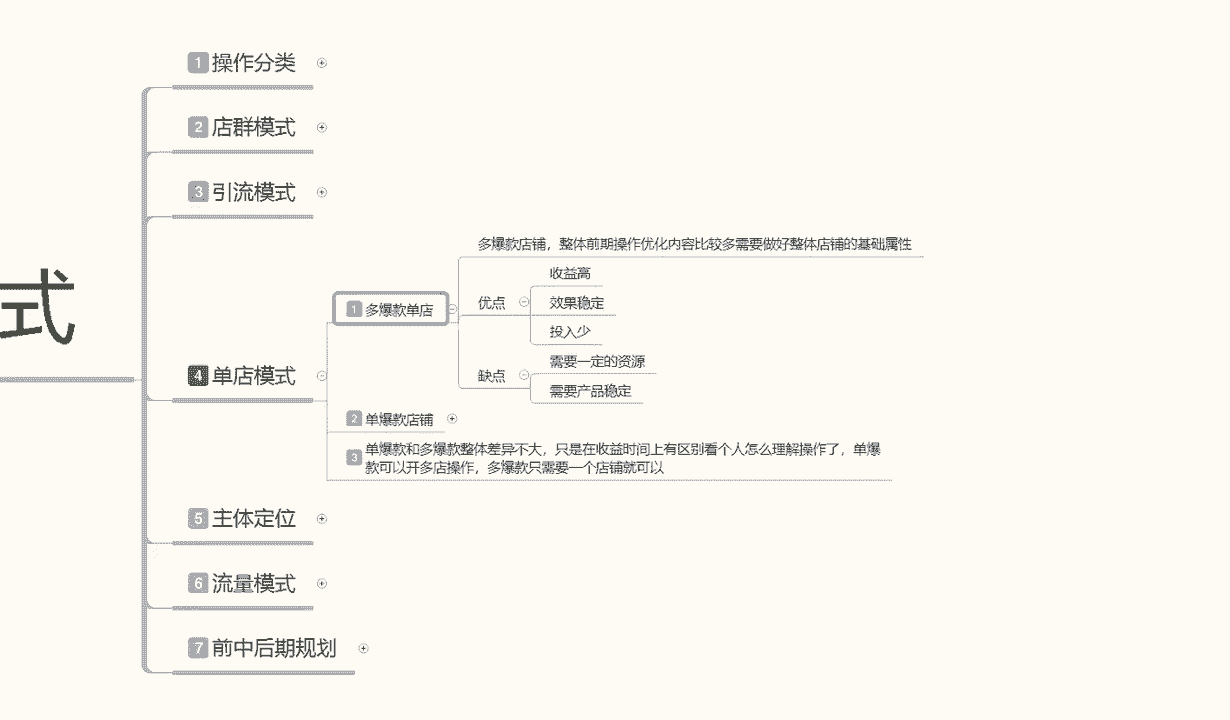 式
1 操作分类
2 店群模式
3 引流模式
4 单店模式
1 多爆款单店
多爆款店铺，整体前期操作优化内容比较多需要做好整体店铺的基础属性
优点
收益高
效果稳定
投入少
缺点
需要一定的资源
需要产品稳定
2 单爆款店铺
3 单爆款和多爆款整体差异不大，只是在收益时间上有区别看个人怎么理解操作了，单爆
款可以开多店操作，多爆款只需要一个店铺就可以
5 主体定位
6 流量模式
7 前中后期规划